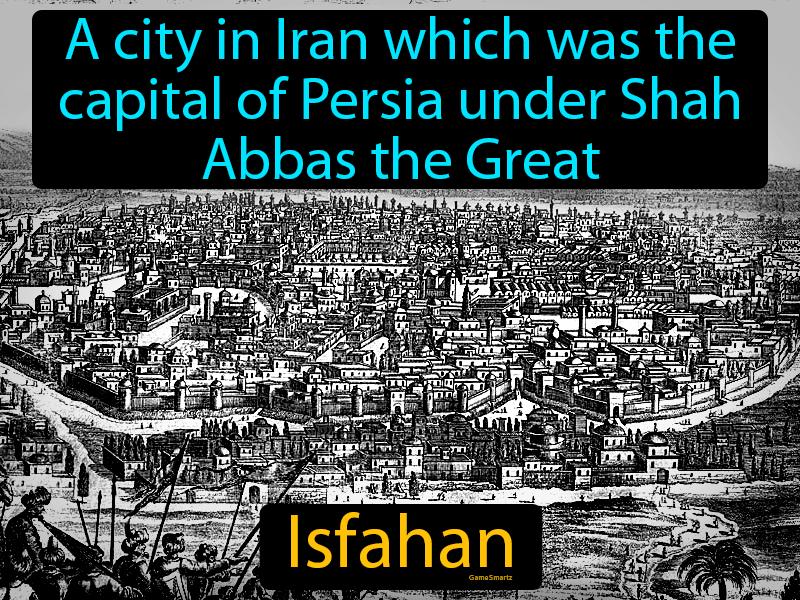 A city in Iran which was the
capital of Persia under Shah
Abbas the Great
Isfahan
GameSmartz